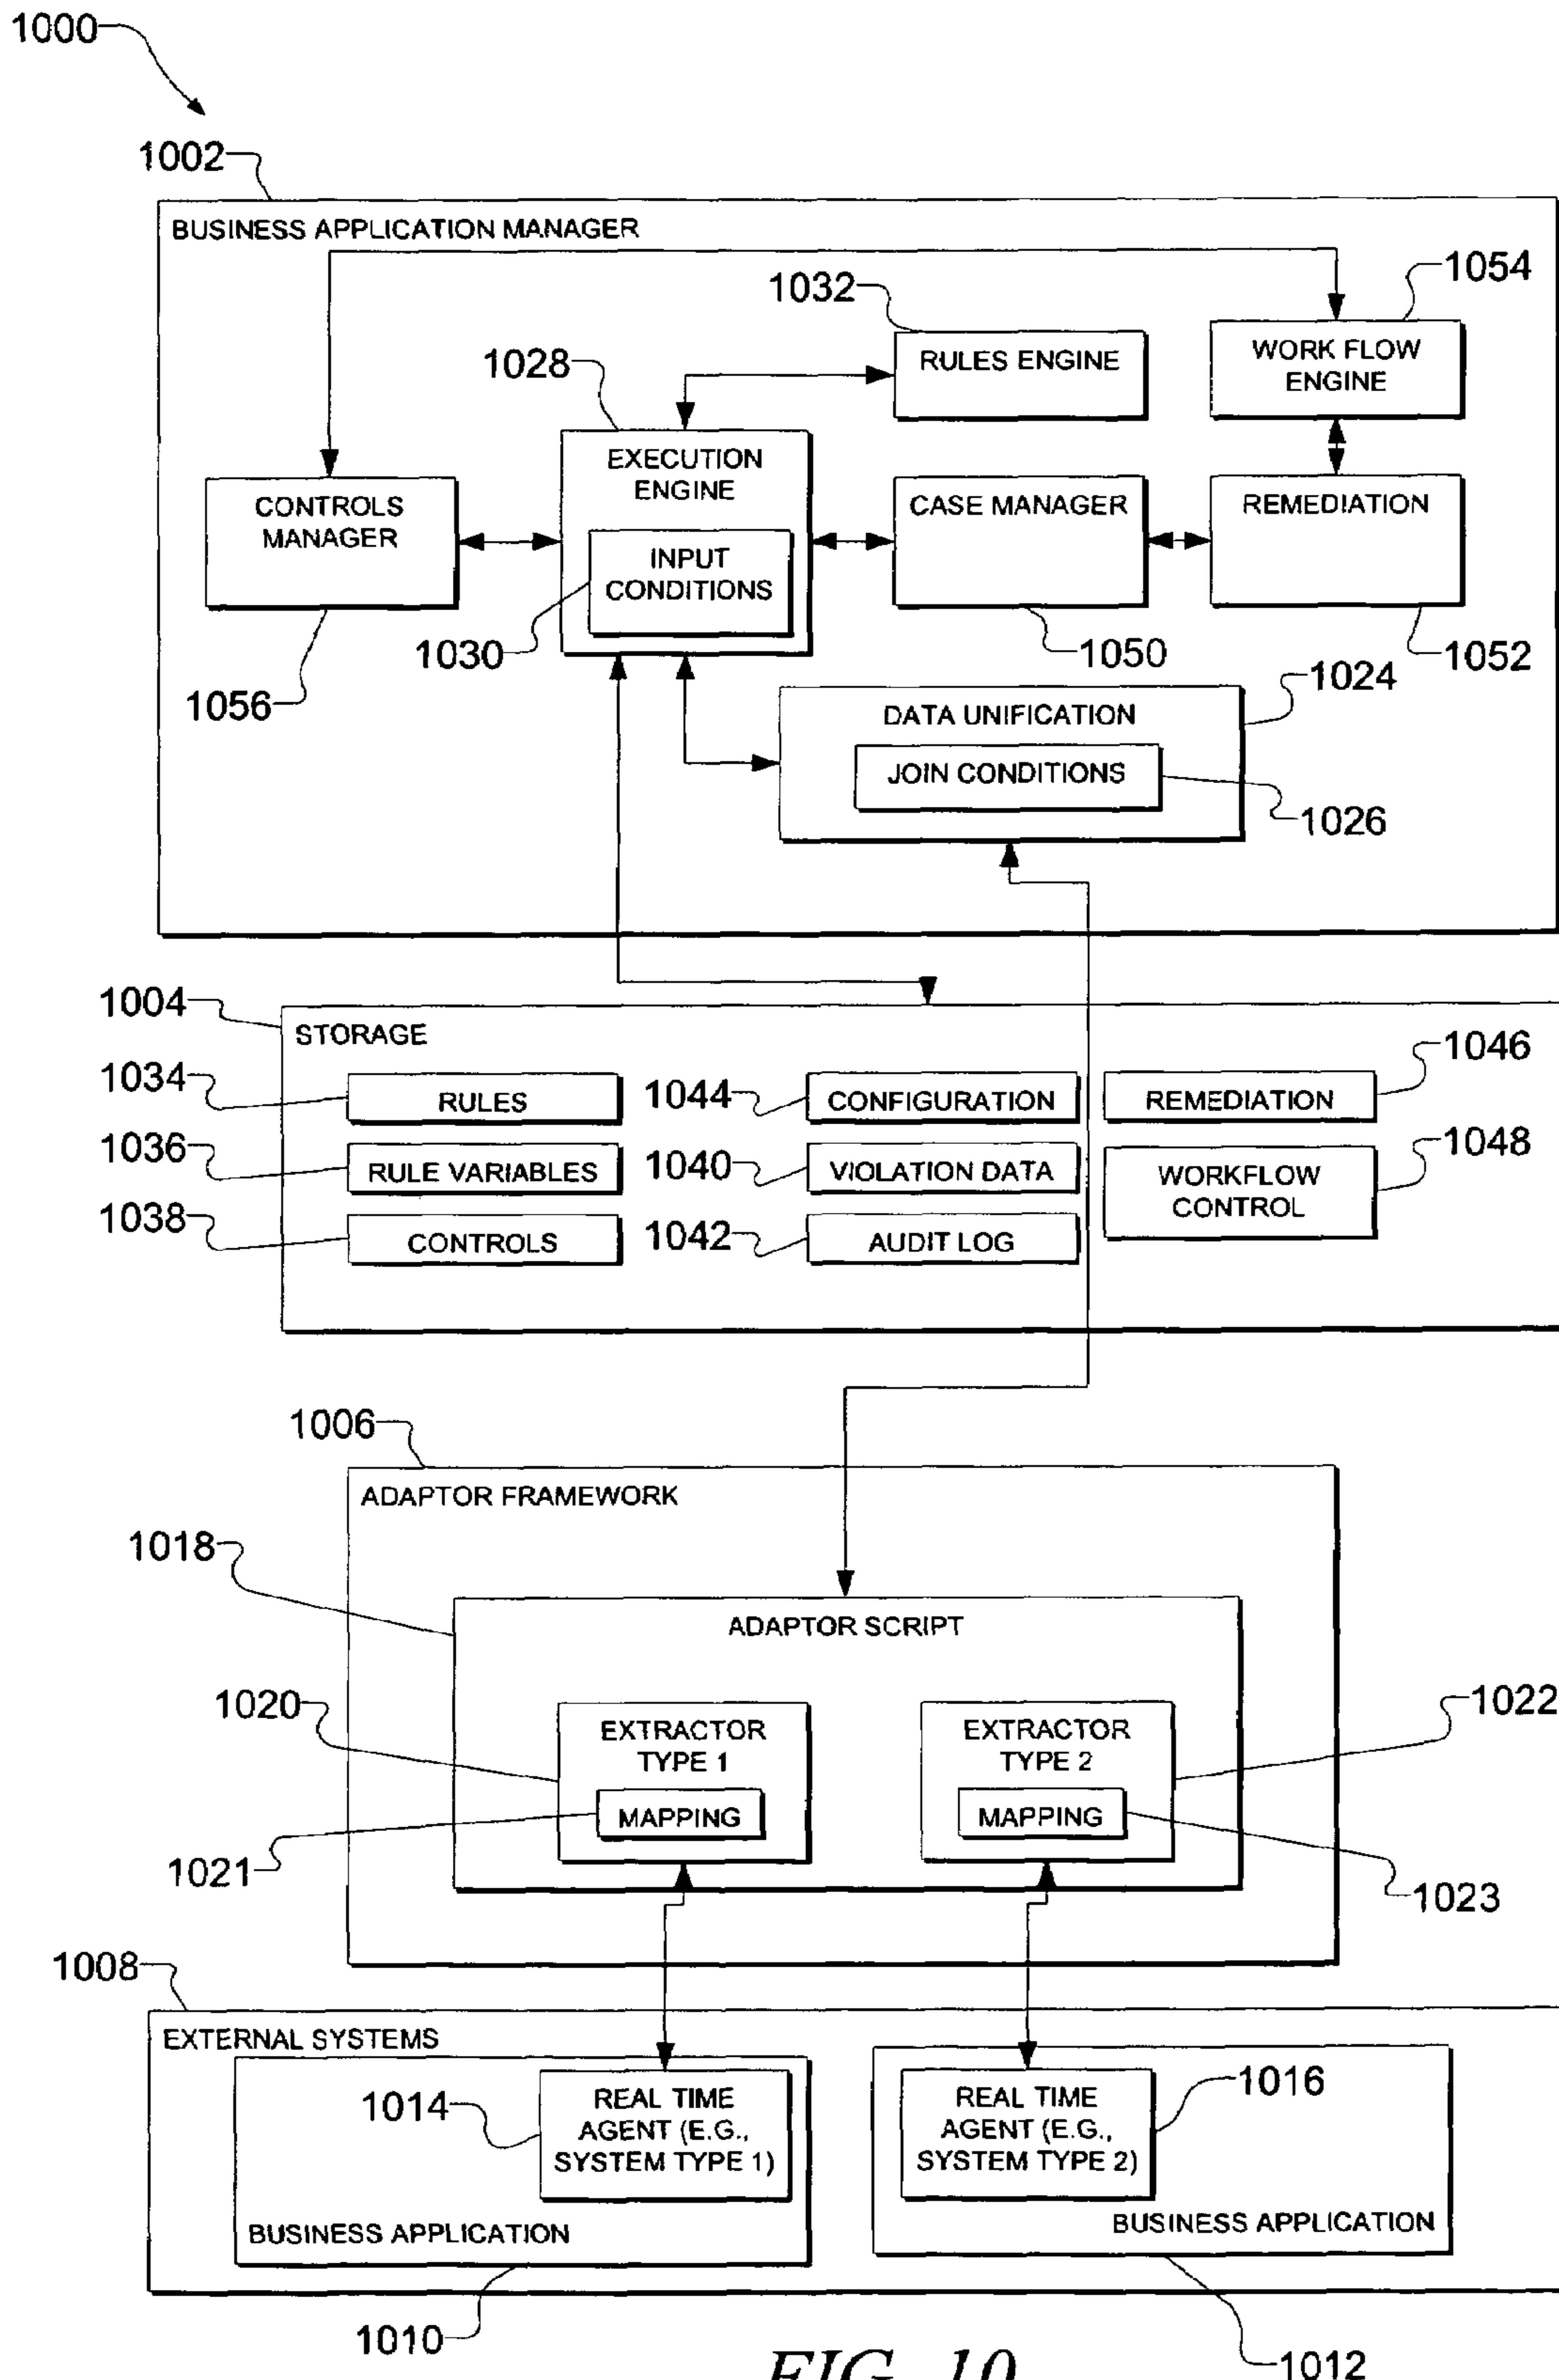 1000
1002
BUSINESS APPLICATION MANAGER
1054
1032
RULES ENGINE
WORK FLOW
ENGINE
1028
EXECUTION
ENGINE
CONTROLS
MANAGER
CASE MANAGER
REMEDIATION
INPUT
CONDITIONS
1030
1050
1052
1056
1024
DATA UNIFICATION
JOIN CONDITIONS
1026
1004
STORAGE
1034
RULES
1044
CONFIGURATION
REMEDIATION
1046
1036
RULE VARIABLES
1040
VIOLATION DATA
WORKFLOW
CONTROL
1048
1038
CONTROLS
1042
AUDIT LOG
1006
ADAPTOR FRAMEWORK
1018
ADAPTOR SCRIPT
1020
EXTRACTOR
TYPE 1
MAPPING
1021
EXTRACTOR
TYPE 2
MAPPING
1022
1023
1008
EXTERNAL SYSTEMS
1014
REAL TIME
AGENT (E.G.,
SYSTEM TYPE 1)
BUSINESS APPLICATION
1010
REAL TIME
AGENT (E.G.,
SYSTEM TYPE 2)
1016
BUSINESS APPLICATION
1012
FIG. 10